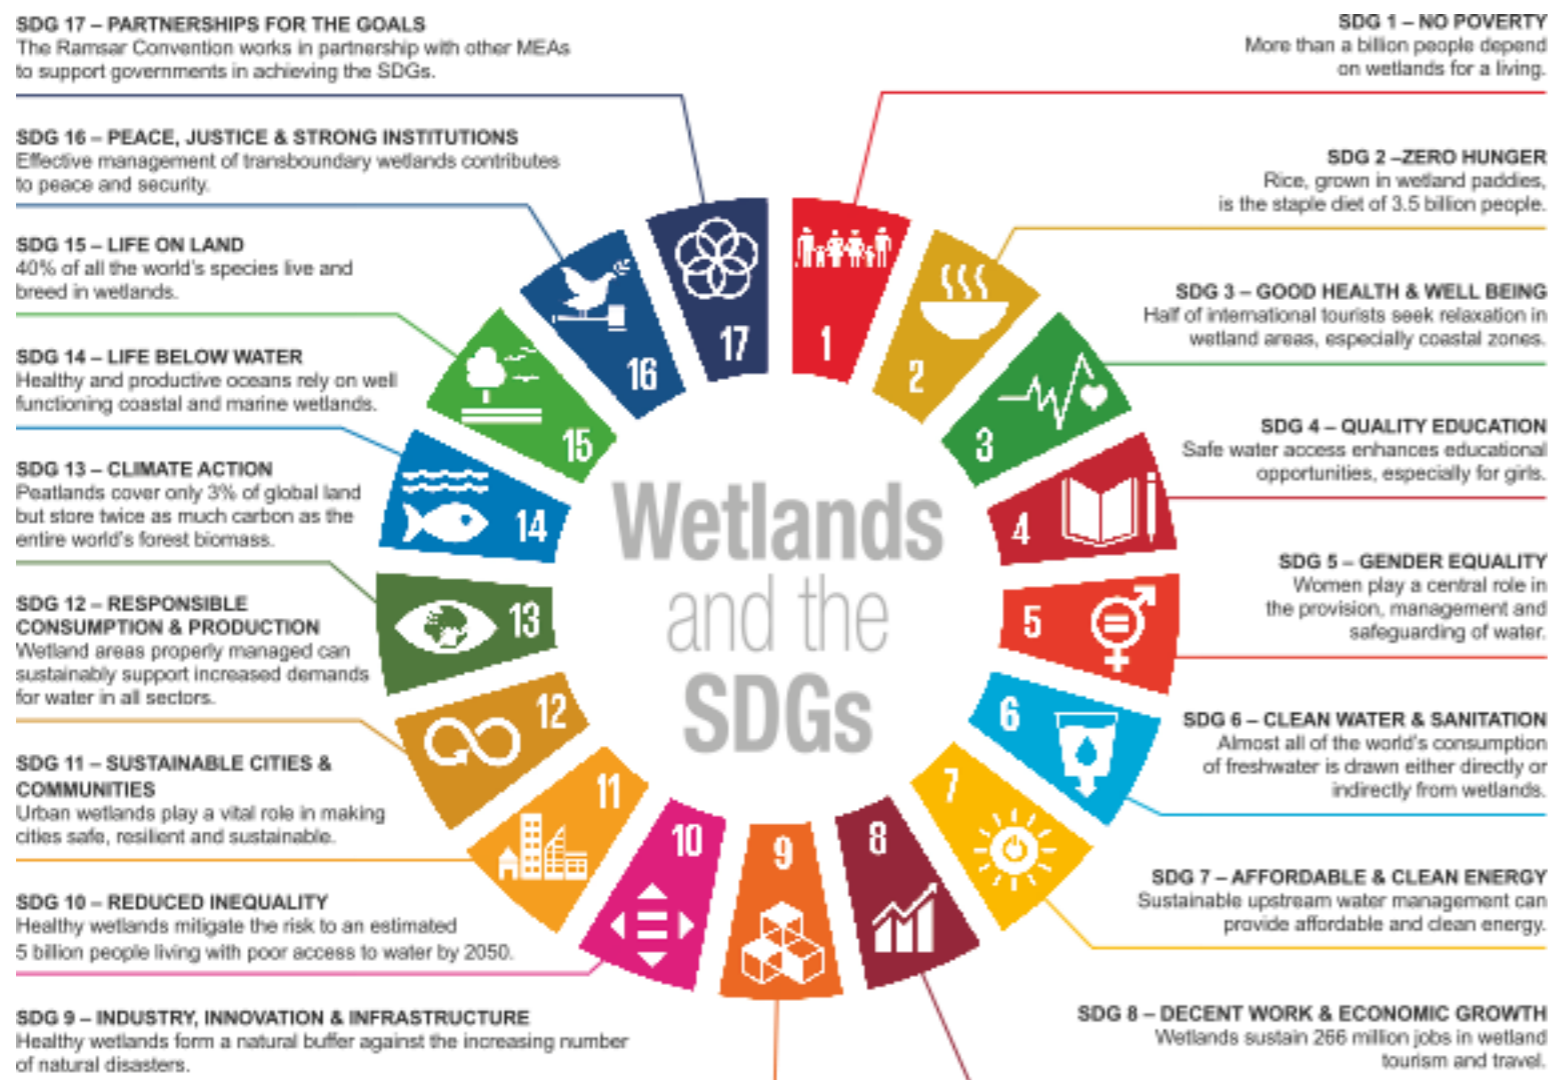 SDG 17 – PARTNERSHIPS FOR THE GOALS
The Ramsar Convention works in partnership with other MEAs
to support governments in achieving the SDGs.
SDG 16 – PEACE, JUSTICE & STRONG INSTITUTIONS
Effective management of transboundary wetlands contributes
to peace and security.
SDG 15 – LIFE ON LAND
40% of all the world's species live and
breed in wetlands.
SDG 14 – LIFE BELOW WATER
Healthy and productive oceans rely on well
functioning coastal and marine wetlands.
SDG 13 – CLIMATE ACTION
Peatlands cover only 3% of global land
but store twice as much carbon as the
entire world's forest biomass.
SDG 12 – RESPONSIBLE
CONSUMPTION & PRODUCTION
Wetland areas properly managed can
sustainably support increased demands
for water in all sectors.
SDG 11 – SUSTAINABLE CITIES &
COMMUNITIES
Urban wetlands play a vital role in making
cities safe, resilient and sustainable.
SDG 10 – REDUCED INEQUALITY
Healthy wetlands mitigate the risk to an estimated
5 billion people living with poor access to water by 2050.
SDG 9 – INDUSTRY, INNOVATION & INFRASTRUCTURE
Healthy wetlands form a natural buffer against the increasing number
of natural disasters.
17
16
15
14
13
12
11
10
9
8
7
6
5
4
3
2
1
Wetlands
and the
SDGs
SDG 1 – NO POVERTY
More than a billion people depend
on wetlands for a living.
SDG 2 –ZERO HUNGER
Rice, grown in wetland paddies,
is the staple diet of 3.5 billion people.
SDG 3 – GOOD HEALTH & WELL BEING
Half of international tourists seek relaxation in
wetland areas, especially coastal zones.
SDG 4 – QUALITY EDUCATION
Safe water access enhances educational
opportunities, especially for girls.
SDG 5 – GENDER EQUALITY
Women play a central role in
the provision, management and
safeguarding of water.
SDG 6 – CLEAN WATER & SANITATION
Almost all of the world's consumption
of freshwater is drawn either directly or
indirectly from wetlands.
SDG 7 – AFFORDABLE & CLEAN ENERGY
Sustainable upstream water management can
provide affordable and clean energy.
SDG 8 – DECENT WORK & ECONOMIC GROWTH
Wetlands sustain 266 million jobs in wetland
tourism and travel.